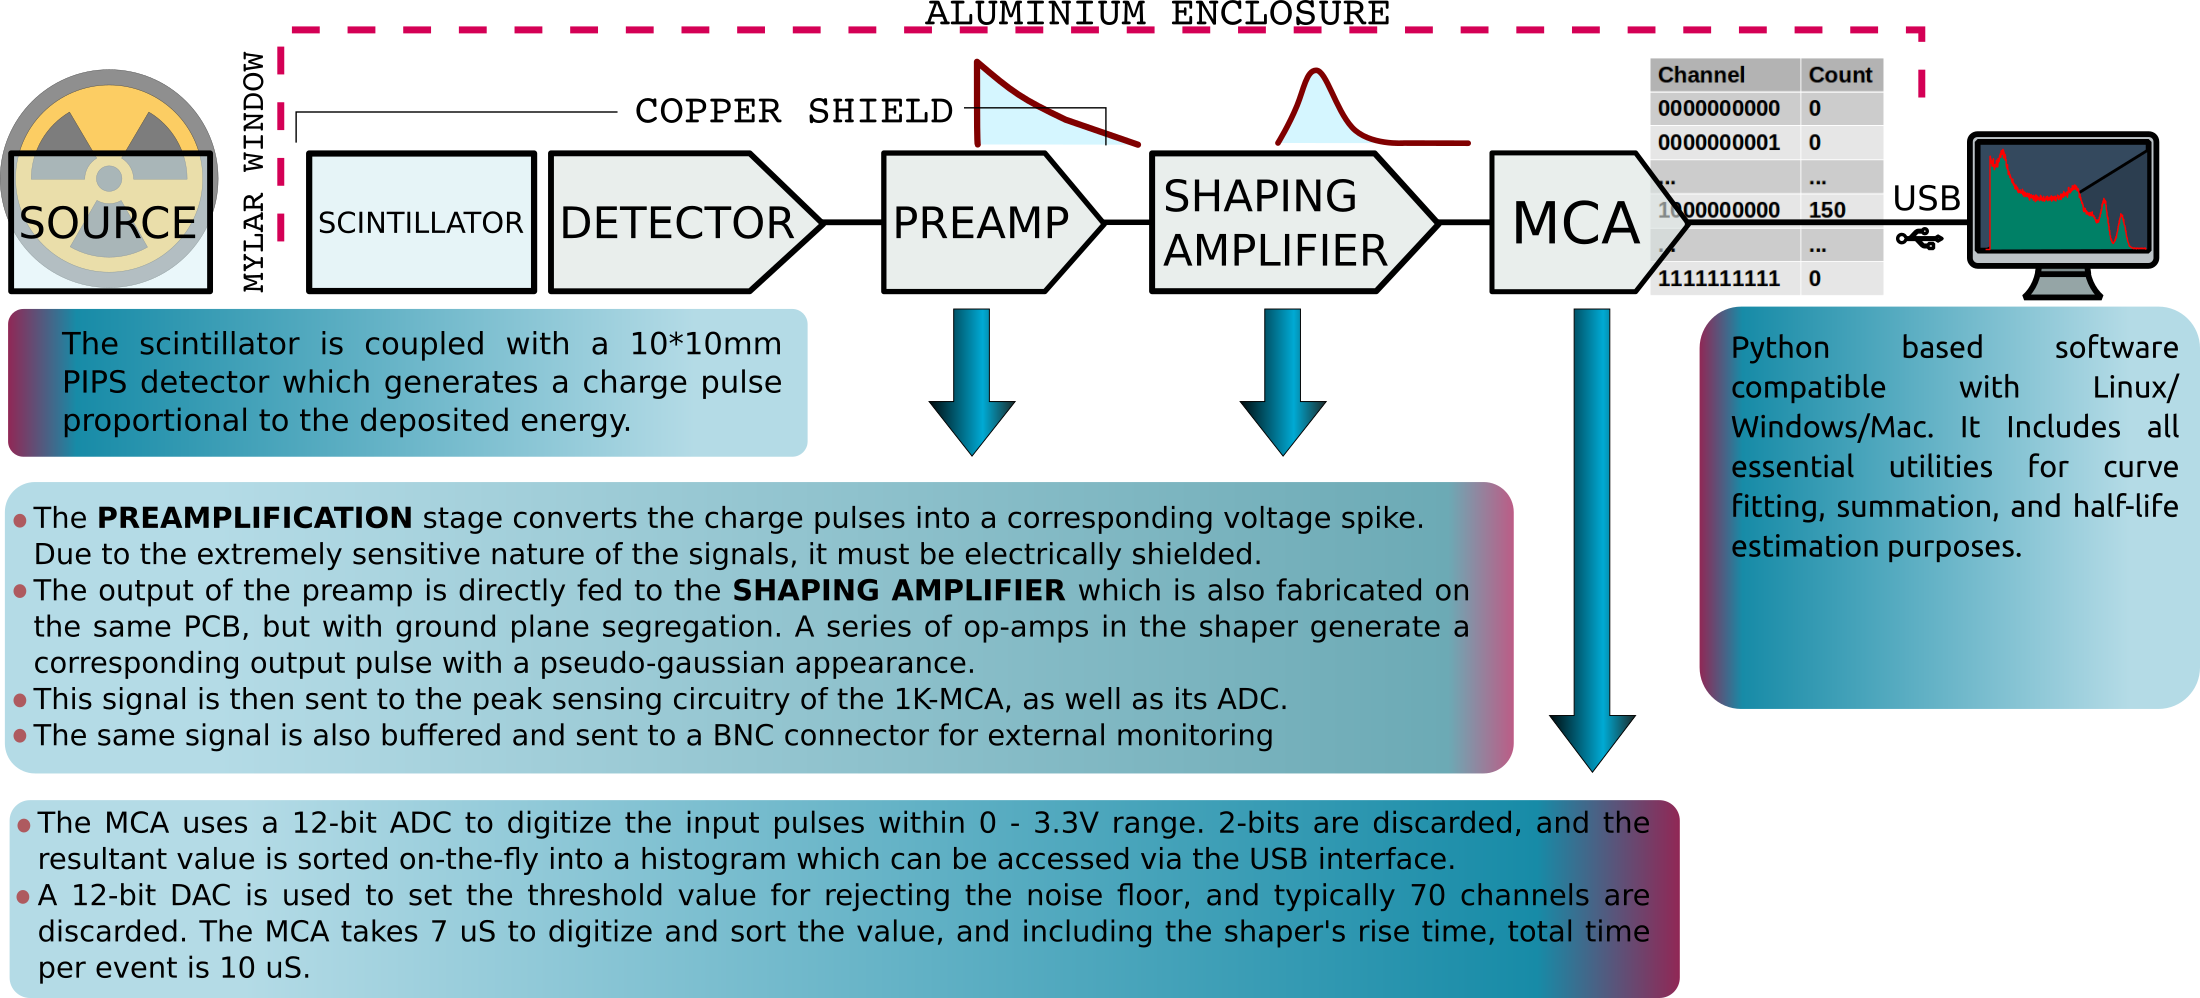 ALUMINIUM ENCLOSURE
MYLAR WINDOW
COPPER SHIELD
SOURCE
SCINTILLATOR
DETECTOR
PREAMP
SHAPING
AMPLIFIER
MCA
Channel Count
0000000000 0
0000000001 0
... ...
1000000000 150
... ...
1111111111 0
USB
The scintillator is coupled with a 10*10mm
PIPS detector which generates a charge pulse
proportional to the deposited energy.
Python based software
compatible with Linux/
Windows/Mac. It Includes all
essential utilities for curve
fitting, summation, and half-life
estimation purposes.
• The PREAMPLIFICATION stage converts the charge pulses into a corresponding voltage spike.
Due to the extremely sensitive nature of the signals, it must be electrically shielded.
• The output of the preamp is directly fed to the SHAPING AMPLIFIER which is also fabricated on
the same PCB, but with ground plane segregation. A series of op-amps in the shaper generate a
corresponding output pulse with a pseudo-gaussian appearance.
• This signal is then sent to the peak sensing circuitry of the 1K-MCA, as well as its ADC.
• The same signal is also buffered and sent to a BNC connector for external monitoring
• The MCA uses a 12-bit ADC to digitize the input pulses within 0 - 3.3V range. 2-bits are discarded, and the
resultant value is sorted on-the-fly into a histogram which can be accessed via the USB interface.
• A 12-bit DAC is used to set the threshold value for rejecting the noise floor, and typically 70 channels are
discarded. The MCA takes 7 uS to digitize and sort the value, and including the shaper's rise time, total time
per event is 10 uS.